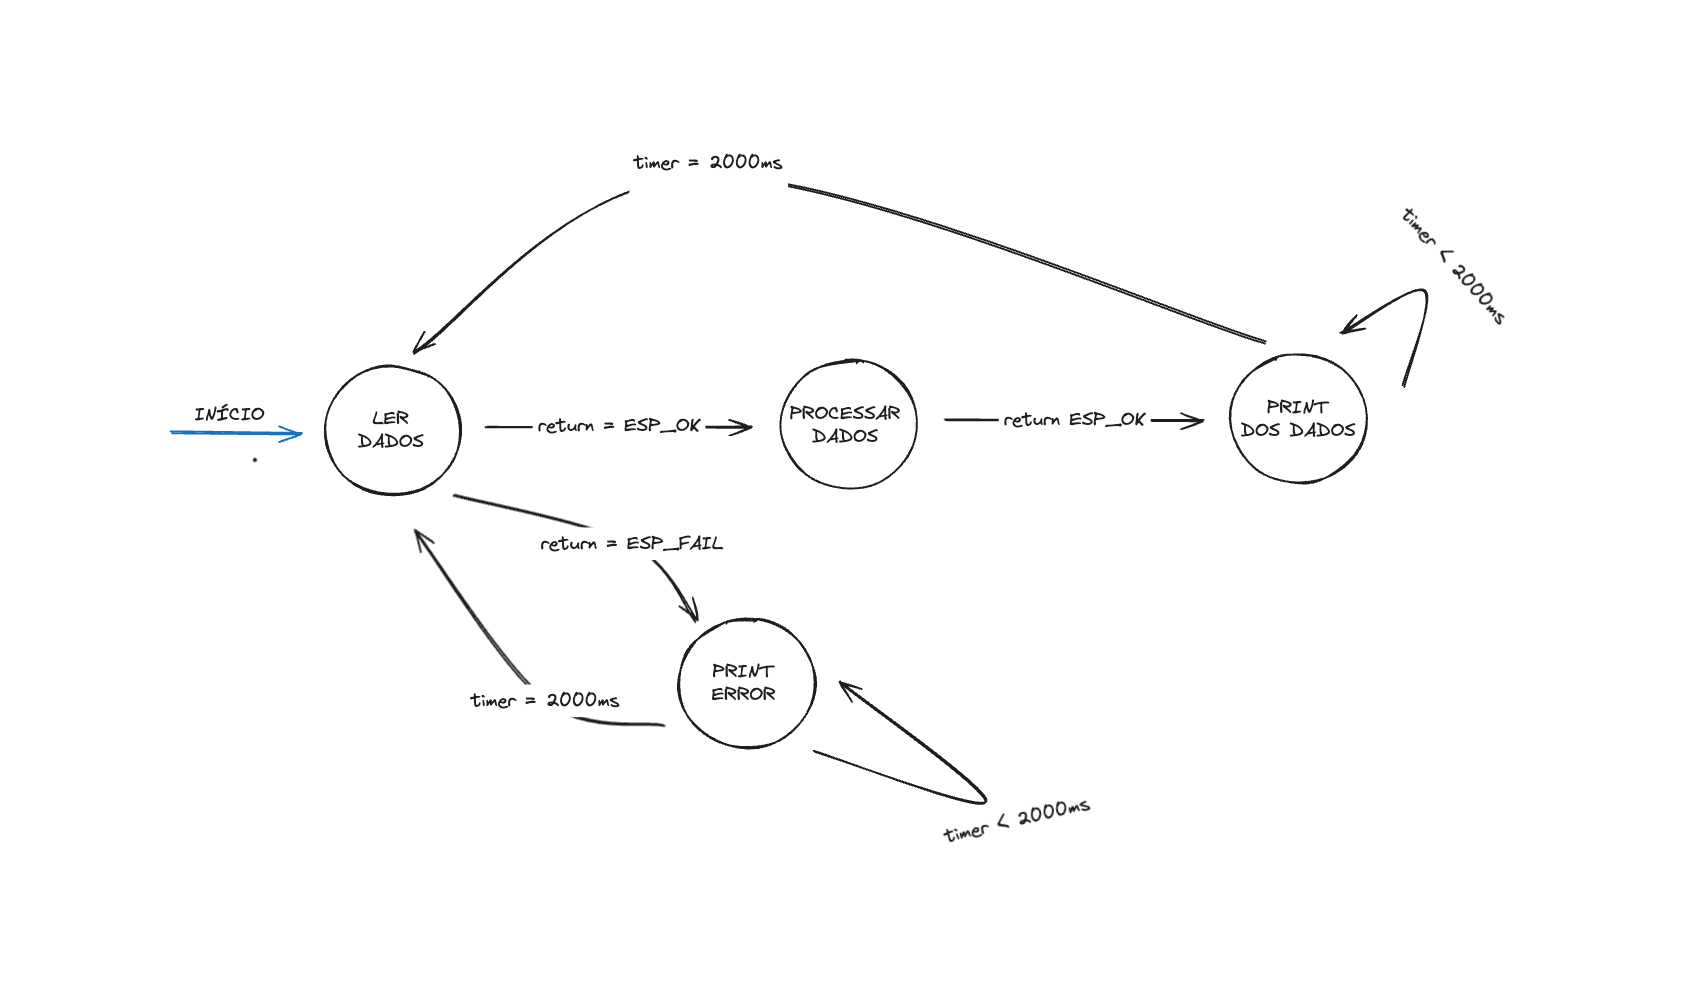 timer = 2000ms
timer < 2000ms
INÍCIO
LER
DADOS
return = ESP_OK
PROCESSAR
DADOS
return ESP_OK
PRINT
DOS DADOS
return = ESP_FAIL
PRINT
ERROR
timer = 2000ms
timer < 2000ms